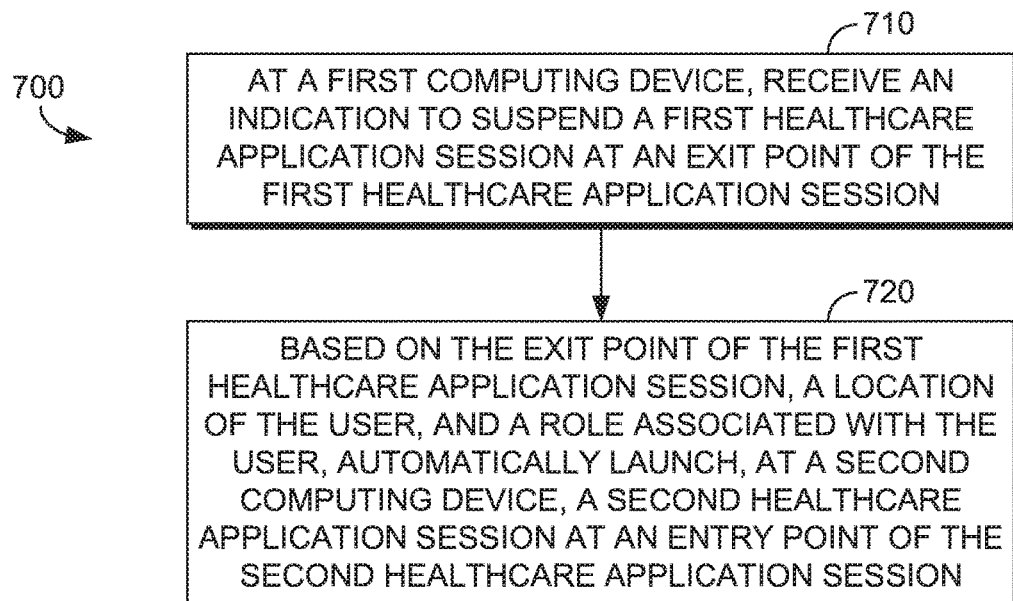 700
710
AT A FIRST COMPUTING DEVICE, RECEIVE AN
INDICATION TO SUSPEND A FIRST HEALTHCARE
APPLICATION SESSION AT AN EXIT POINT OF THE
FIRST HEALTHCARE APPLICATION SESSION
720
BASED ON THE EXIT POINT OF THE FIRST
HEALTHCARE APPLICATION SESSION, A LOCATION
OF THE USER, AND A ROLE ASSOCIATED WITH THE
USER, AUTOMATICALLY LAUNCH, AT A SECOND
COMPUTING DEVICE, A SECOND HEALTHCARE
APPLICATION SESSION AT AN ENTRY POINT OF THE
SECOND HEALTHCARE APPLICATION SESSION